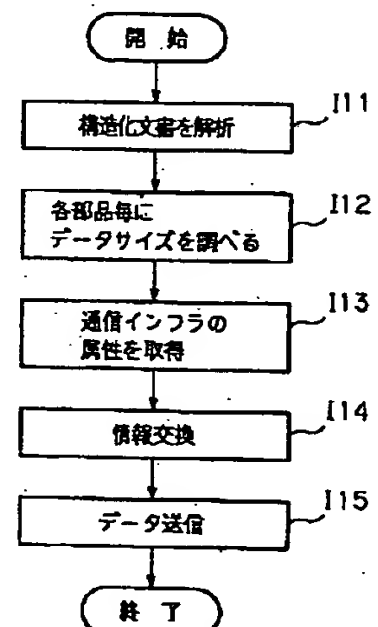 開 始
構造化文書を解析
I11
各部品毎に
データサイズを調べる
I12
通信インフラの
属性を取得
I13
情報交換
I14
データ送信
I15
終 了